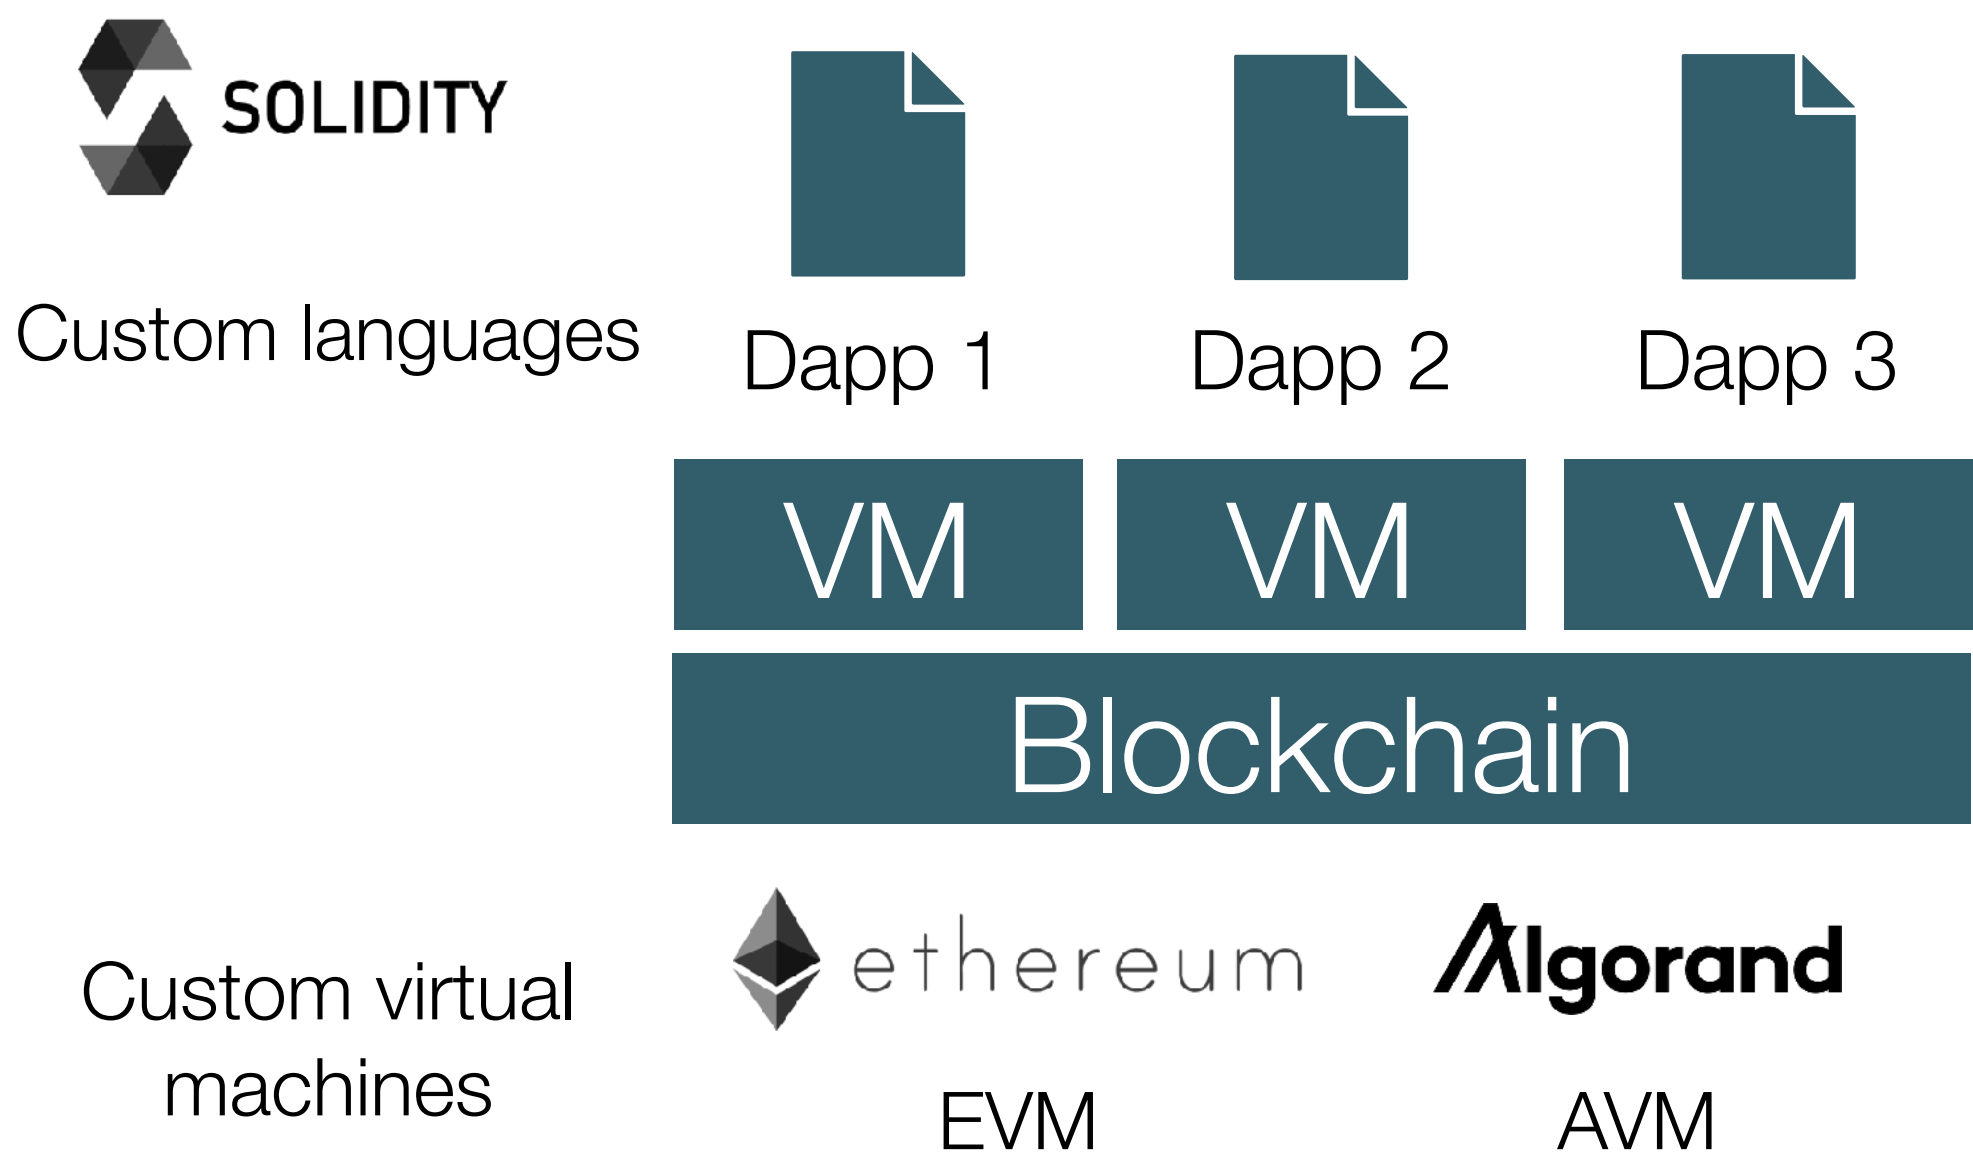 SOLIDITY
Custom languages
Dapp 1
Dapp 2
Dapp 3
VM
VM
VM
Blockchain
Custom virtual
machines
ethereum
Algorand
EVM
AVM